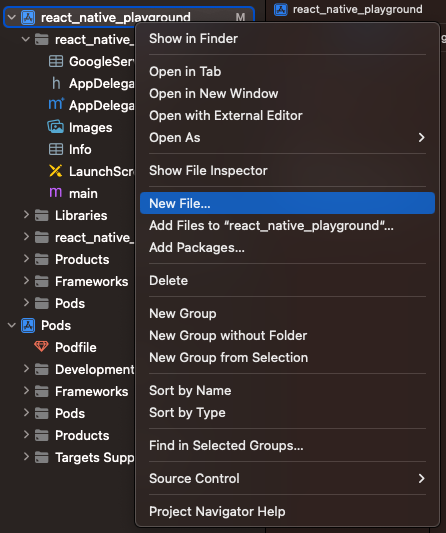 react_native_playground M
react_native_playground
react_native_
GoogleServ
AppDelega
AppDelega
Images
Info
LaunchScre
main
Libraries
react_native_
Products
Frameworks
Pods
Pods
Podfile
Development
Frameworks
Pods
Products
Targets Supp
Show in Finder
Open in Tab
Open in New Window
Open with External Editor
Open As
Show File Inspector
New File...
Add Files to “react_native_playground“...
Add Packages...
Delete
New Group
New Group without Folder
New Group from Selection
Sort by Name
Sort by Type
Find in Selected Groups...
Source Control
Project Navigator Help